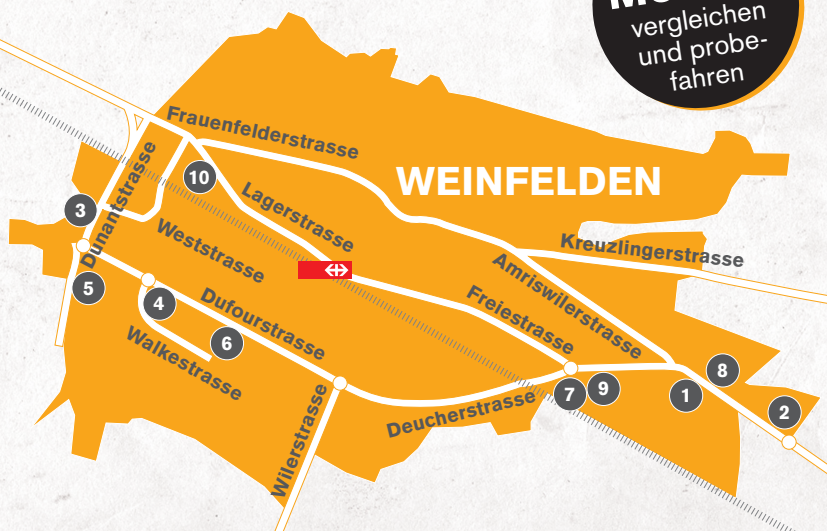 vergleichen
und probe-
fahren
Frauenfelderstrasse
WEINFELDEN
10
Lagerstrasse
Dunantstrasse
3
Weststrasse
Kreuzlingerstrasse
Amriswilerstrasse
5
4
Dufourstrasse
Freiestrasse
6
Walkestrasse
8
7
9
1
2
Deucherstrasse
Wilerstrasse